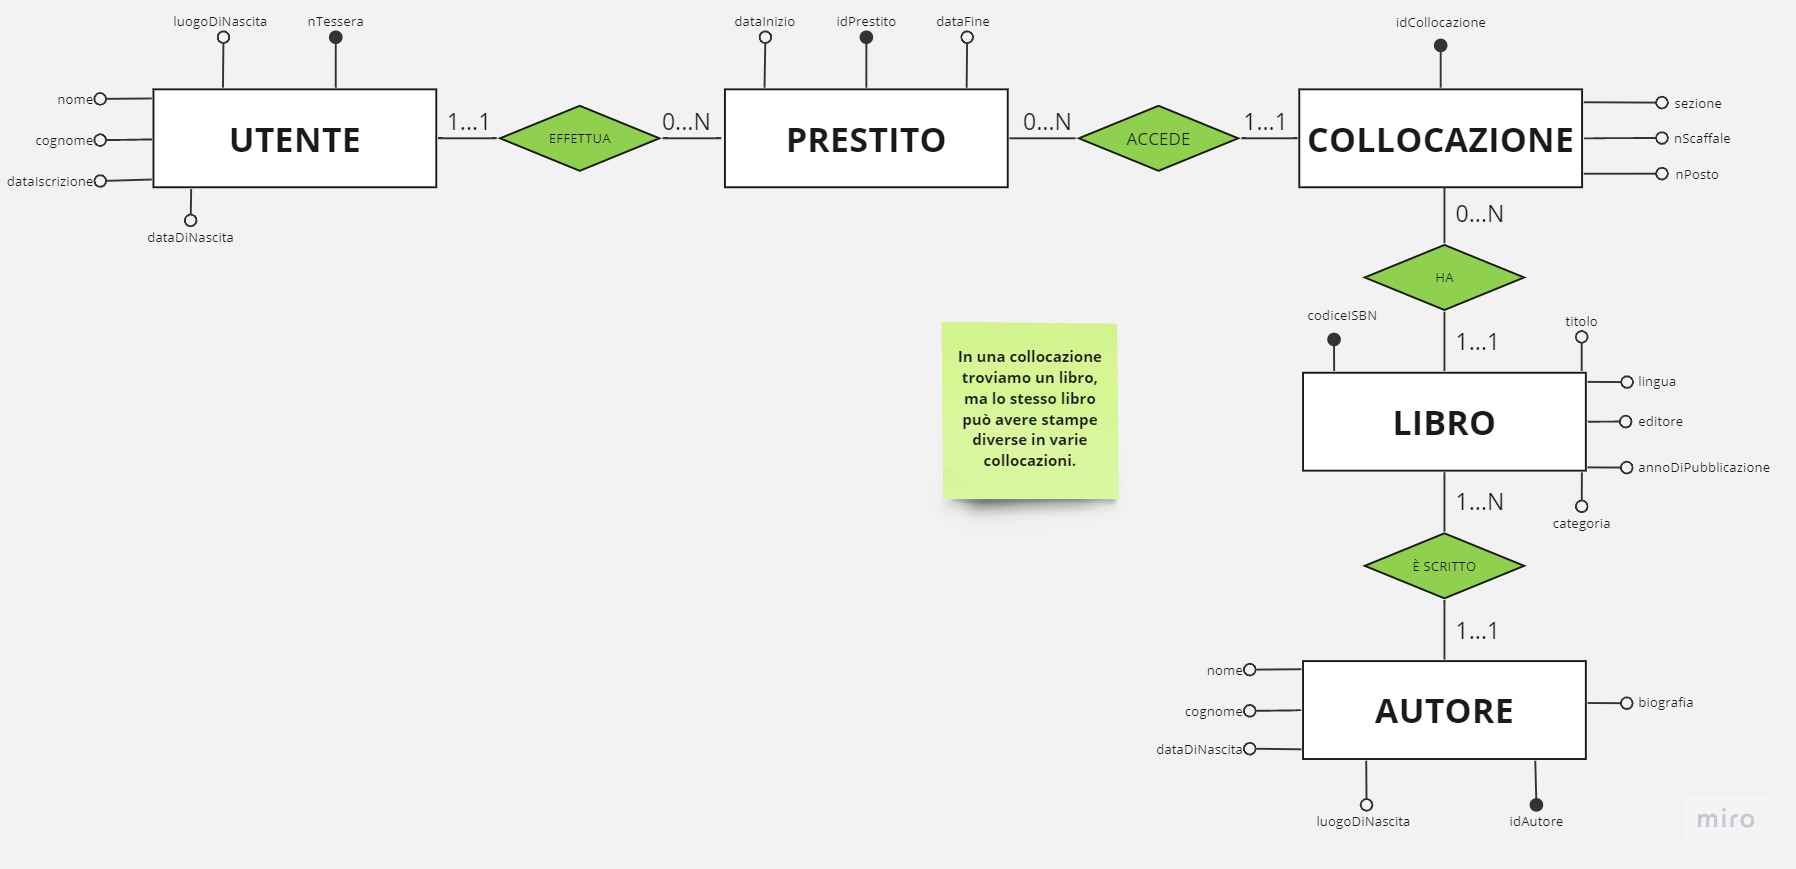 luogoDiNascita
nTessera
dataInizio
idPrestito
dataFine
idCollocazione
nome
cognome
dataIscrizione
dataDiNascita
UTENTE
1...1
EFFETTUA
0...N
PRESTITO
0...N
ACCEDE
1...1
COLLOCAZIONE
sezione
nScaffale
nPosto
0...N
HA
1...1
codiceISBN
titolo
lingua
editore
annoDiPubblicazione
categoria
LIBRO
In una collocazione
troviamo un libro,
ma lo stesso libro
può avere stampe
diverse in varie
collocazioni.
1...N
È SCRITTO
1...1
nome
cognome
dataDiNascita
AUTORE
biografia
luogoDiNascita
idAutore
miro